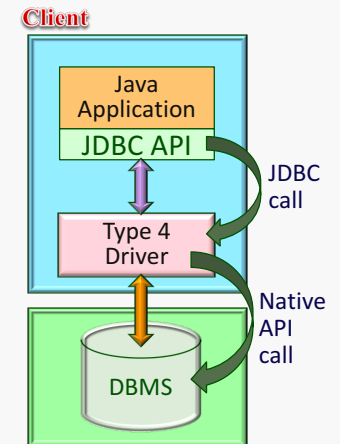 Client
Java
Application
JDBC API
JDBC
call
Type 4
Driver
Native
API
call
DBMS